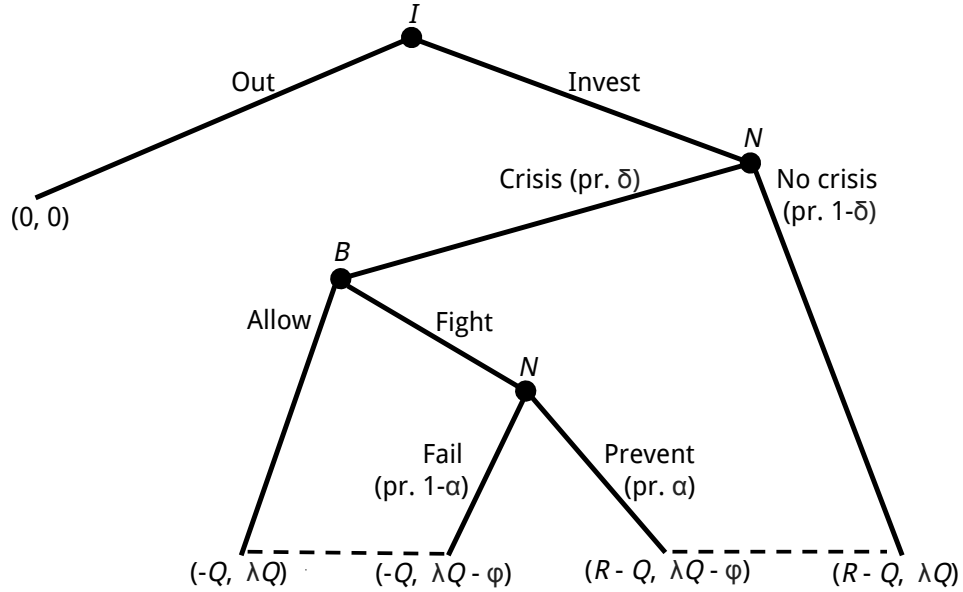 I
Out
Invest
N
Crisis (pr. δ)
No crisis
(pr. 1-δ)
(0, 0)
B
Allow
Fight
N
Fail
(pr. 1-α)
Prevent
(pr. α)
(-Q, λQ)
(-Q, λQ - φ)
(R - Q, λQ - φ)
(R - Q, λQ)